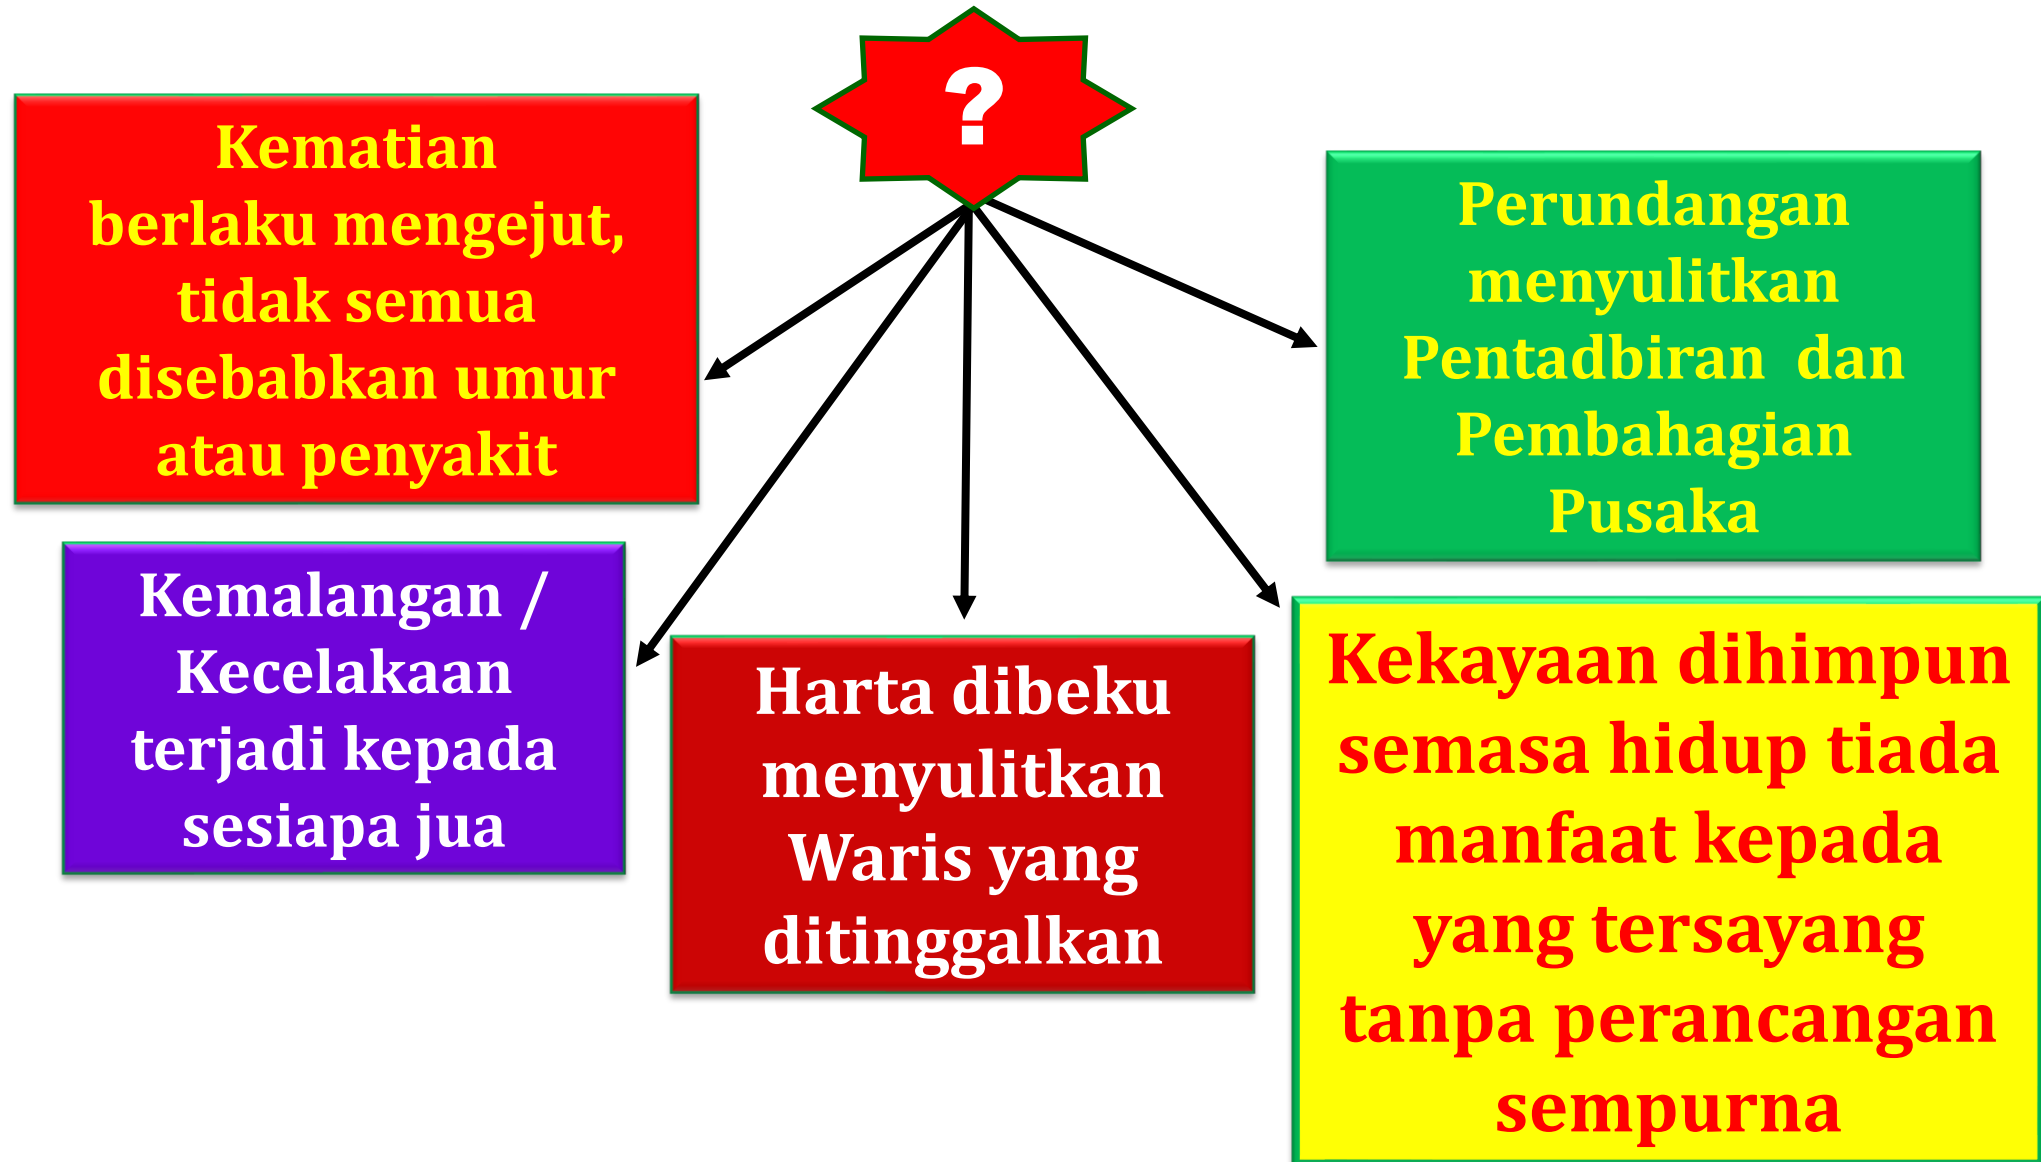 ?
Kematian
berlaku mengejut,
tidak semua
disebabkan umur
atau penyakit
Perundangan
menyulitkan
Pentadbiran dan
Pembahagian
Pusaka
Kemalangan /
Kecelakaan
terjadi kepada
sesiapa jua
Harta dibeku
menyulitkan
Waris yang
ditinggalkan
Kekayaan dihimpun
semasa hidup tiada
manfaat kepada
yang tersayang
tanpa perancangan
sempurna